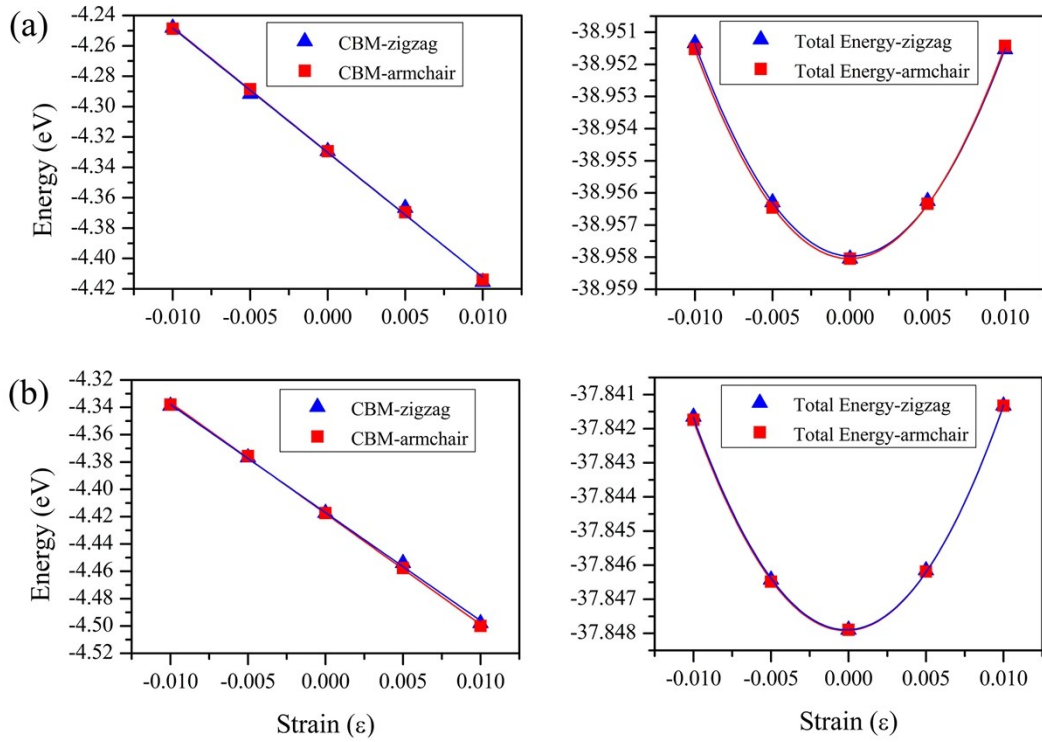 (a)
Energy (eV)
-4.24
-4.26
-4.28
-4.30
-4.32
-4.34
-4.36
-4.38
-4.40
-4.42
CBM-zigzag
CBM-armchair
-0.010 -0.005 0.000 0.005 0.010
-38.951
-38.952
-38.953
-38.954
-38.955
-38.956
-38.957
-38.958
-38.959
Total Energy-zigzag
Total Energy-armchair
-0.010 -0.005 0.000 0.005 0.010
(b)
Energy (eV)
-4.32
-4.34
-4.36
-4.38
-4.40
-4.42
-4.44
-4.46
-4.48
-4.50
-4.52
CBM-zigzag
CBM-armchair
-0.010 -0.005 0.000 0.005 0.010
Strain (ε)
-37.841
-37.842
-37.843
-37.844
-37.845
-37.846
-37.847
-37.848
Total Energy-zigzag
Total Energy-armchair
-0.010 -0.005 0.000 0.005 0.010
Strain (ε)